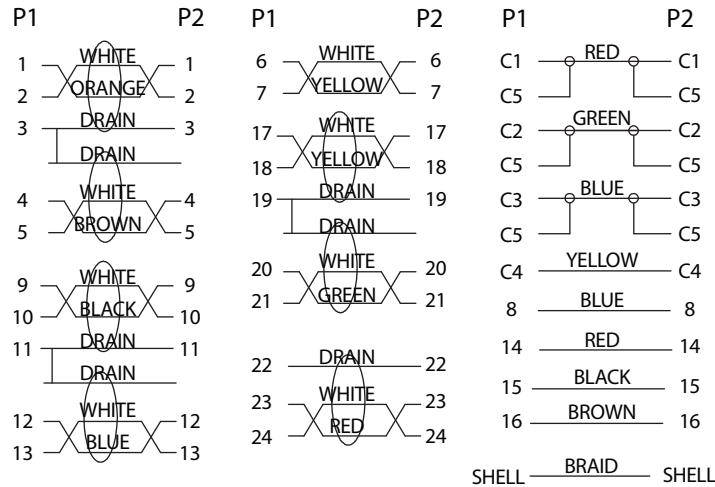 P1 P2
1 WHITE 1
2 ORANGE 2
3 DRAIN 3
DRAIN
4 WHITE 4
5 BROWN 5
9 WHITE 9
10 BLACK 10
11 DRAIN 11
DRAIN
12 WHITE 12
13 BLUE 13
P1 P2
6 WHITE 6
7 YELLOW 7
17 WHITE 17
18 YELLOW 18
19 DRAIN 19
DRAIN
20 WHITE 20
21 GREEN 21
22 DRAIN 22
23 WHITE 23
24 RED 24
P1 P2
C1 RED C1
C5 C5
C2 GREEN C2
C5 C5
C3 BLUE C3
C5 C5
C4 YELLOW C4
8 BLUE 8
14 RED 14
15 BLACK 15
16 BROWN 16
SHELL BRAID SHELL